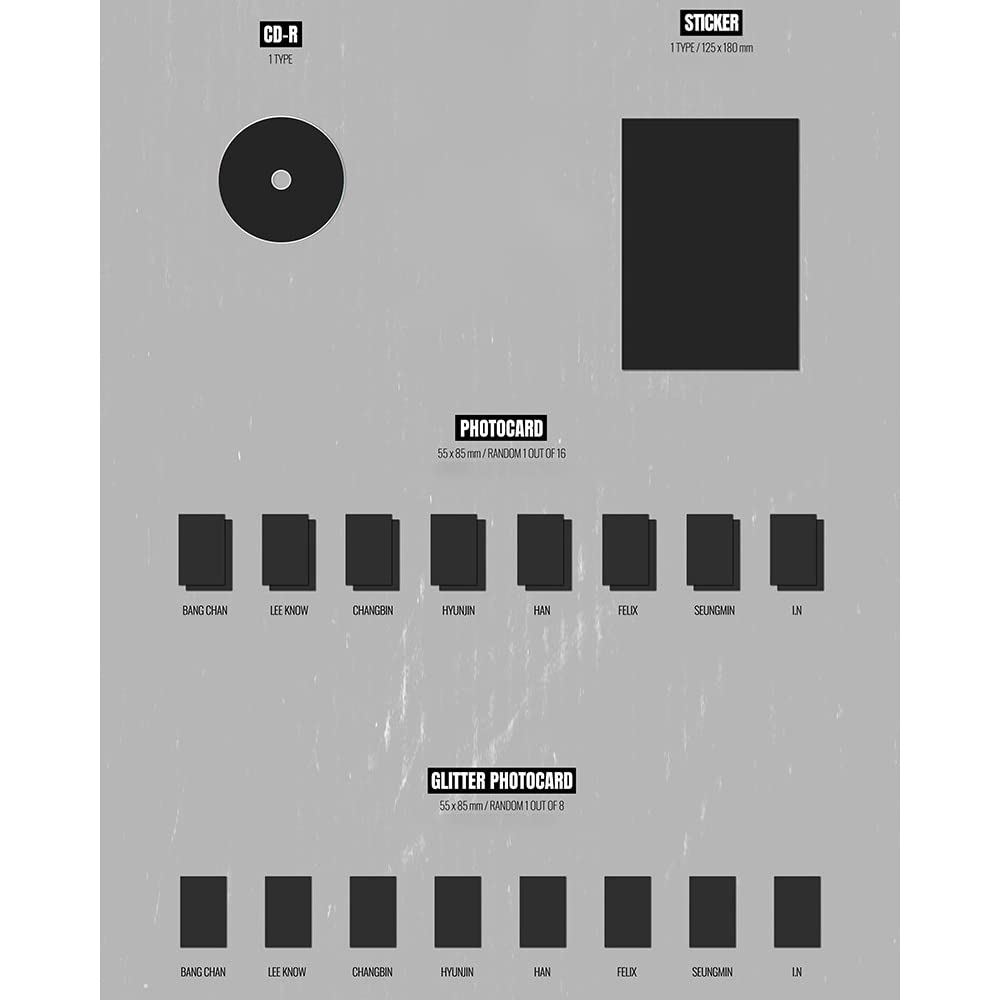 CD-R
1 TYPE
STICKER
1 TYPE / 125 x 180 mm
PHOTOCARD
55 x 85 mm / RANDOM 1 OUT OF 16
BANG CHAN
LEE KNOW
CHANGBIN
HYUNJIN
HAN
FELIX
SEUNGMIN
I.N
GLITTER PHOTOCARD
55 x 85 mm / RANDOM 1 OUT OF 8
BANG CHAN
LEE KNOW
CHANGBIN
HYUNJIN
HAN
FELIX
SEUNGMIN
I.N